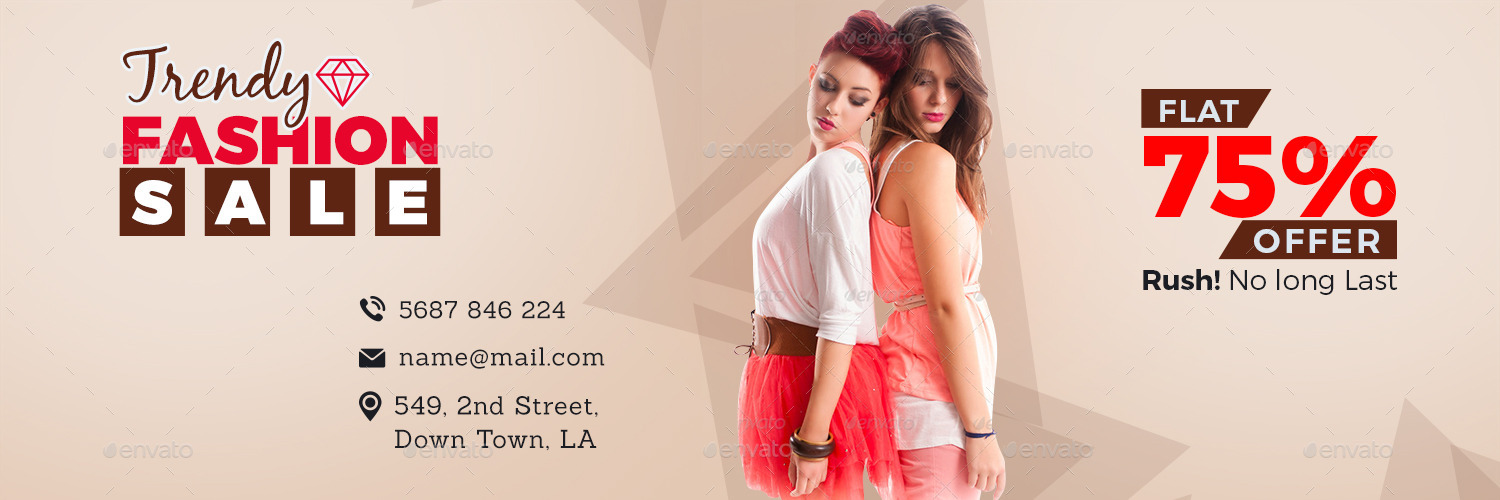 Trendy
FASHION
SALE
5687 846 224
name@mail.com
549, 2nd Street,
Down Town, LA
FLAT
75%
OFFER
Rush! No long Last
envato